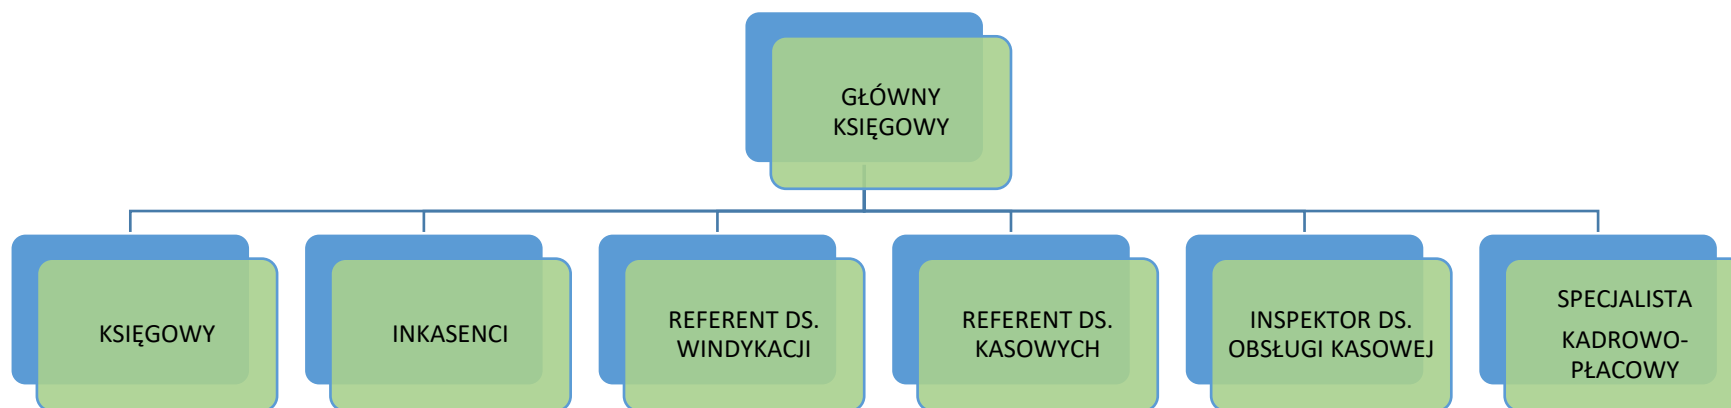 GŁÓWNY
KSIĘGOWY
KSIĘGOWY
INKASENCI
REFERENT DS.
WINDYKACJI
REFERENT DS.
KASOWYCH
INSPEKTOR DS.
OBSŁUGI KASOWEJ
SPECJALISTA
KADROWO-
PŁACOWY